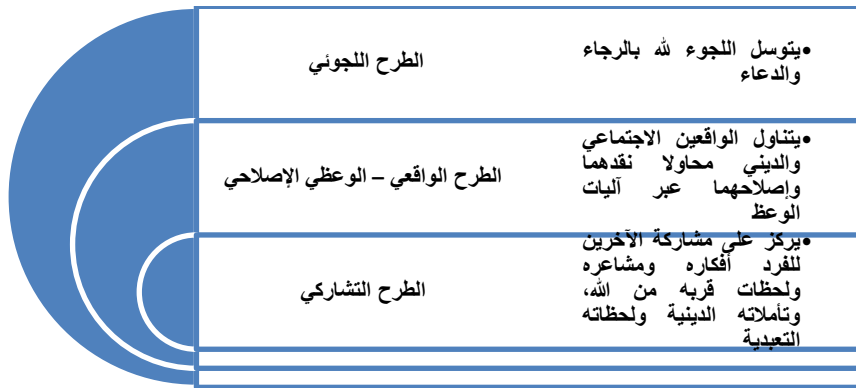 الطرح اللجوئي
•يتوسل اللجوء لله بالرجاء
والدعاء
الطرح الواقعي – الوعظي الإصلاحي
•يتناول الواقعين الاجتماعي
والديني محاولا نقدهما
وإصلاحهما عبر آليات
الوعظ
الطرح التشاركي
•يركز على مشاركة الآخرين
للفرد أفكاره ومشاعره
ولحظات قربه من الله،
وتأملاته الدينية ولحظاته
التعبدية